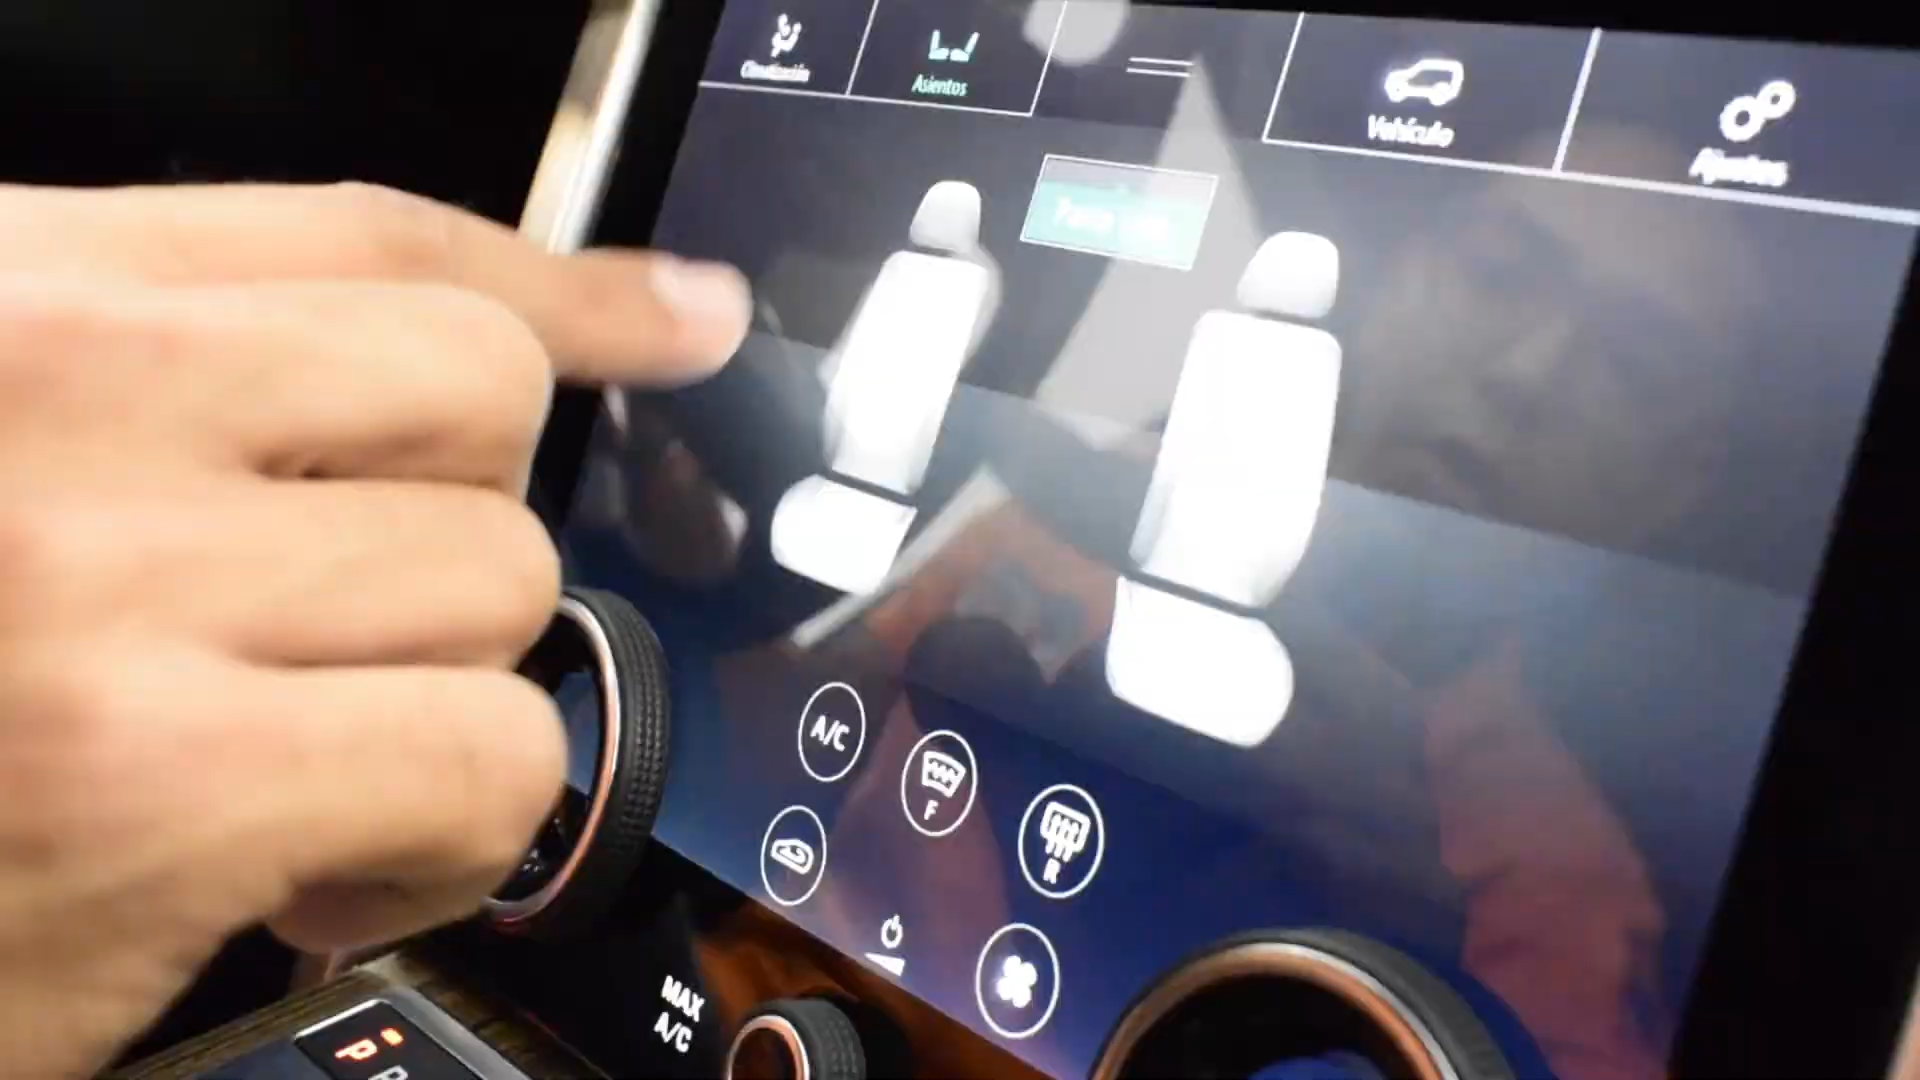 Climatización
Asientos
Vehículo
Ajustes
A/C
F
R
MAX
A/C
P
R